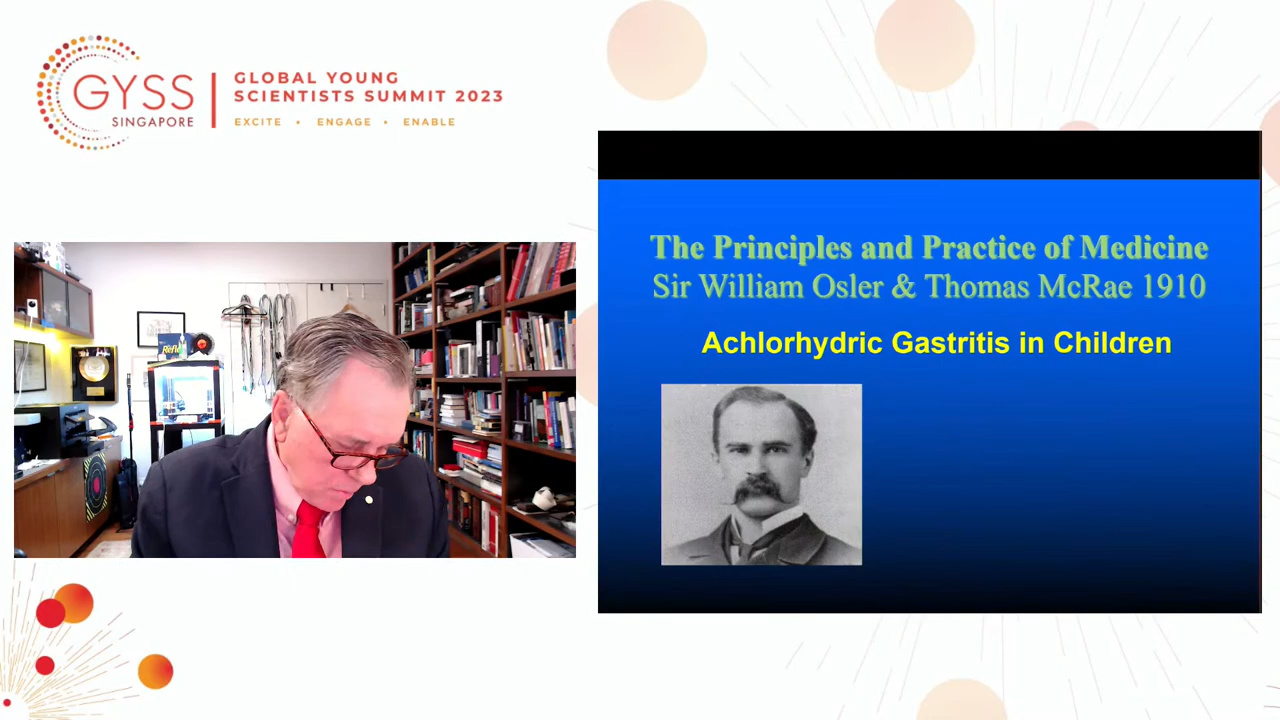 GYSS
SINGAPORE
GLOBAL YOUNG
SCIENTISTS SUMMIT 2023
EXCITE • ENGAGE • ENABLE
The Principles and Practice of Medicine
Sir William Osler & Thomas McRae 1910
Achlorhydric Gastritis in Children